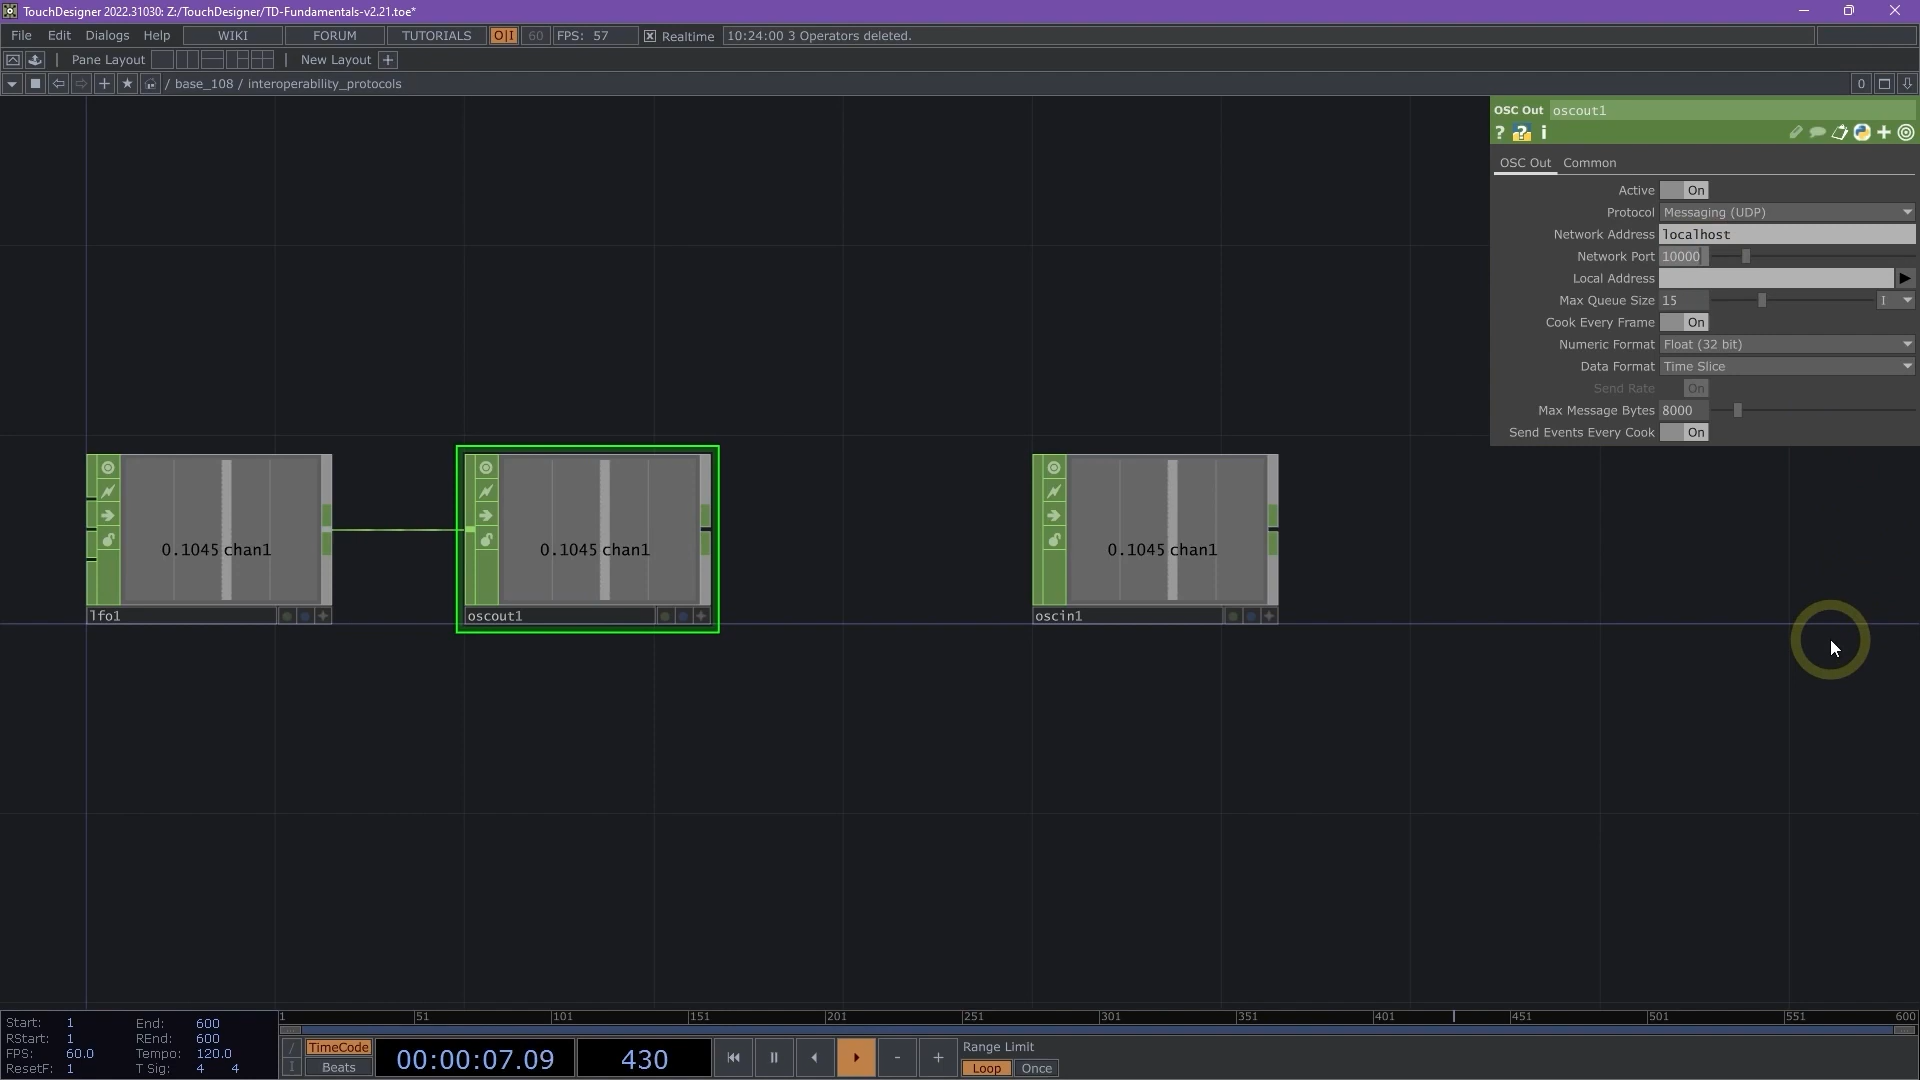 TouchDesigner 2022.31030: Z:/TouchDesigner/TD-Fundamentals-v2.21.toe*
File Edit Dialogs Help WIKI FORUM TUTORIALS O|I 60 FPS: 57 Realtime 10:24:00 3 Operators deleted.
Pane Layout New Layout +
/ base_108 / interoperability_protocols 0
OSC Out oscout1
? ? i
OSC Out Common
Active On
Protocol Messaging (UDP)
Network Address localhost
Network Port 10000
Local Address
Max Queue Size 15 I
Cook Every Frame On
Numeric Format Float (32 bit)
Data Format Time Slice
Send Rate On
Max Message Bytes 8000
Send Events Every Cook On
0.1045 chan1 0.1045 chan1 0.1045 chan1
lfo1 oscout1 oscin1
1 51 101 151 201 251 301 351 401 451 501 551 600
Start: 1 End: 600
RStart: 1 REnd: 600
FPS: 60.0 Tempo: 120.0
ResetF: 1 T Sig: 4 4
/ I
TimeCode
Beats
00:00:07.09 430 - +
Range Limit
Loop Once